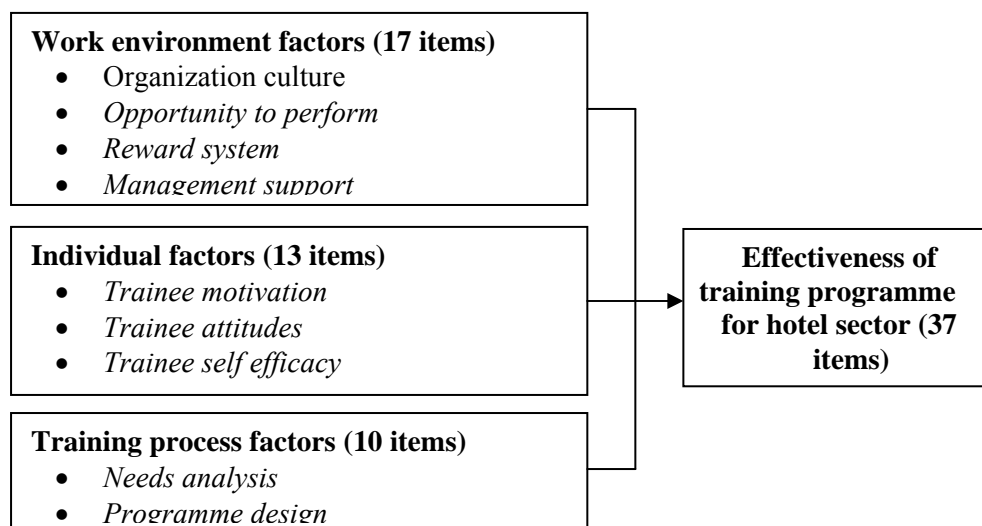 Work environment factors (17 items)
• Organization culture
• Opportunity to perform
• Reward system
• Management support
Individual factors (13 items)
• Trainee motivation
• Trainee attitudes
• Trainee self efficacy
Training process factors (10 items)
• Needs analysis
• Programme design
Effectiveness of
training programme
for hotel sector (37
items)